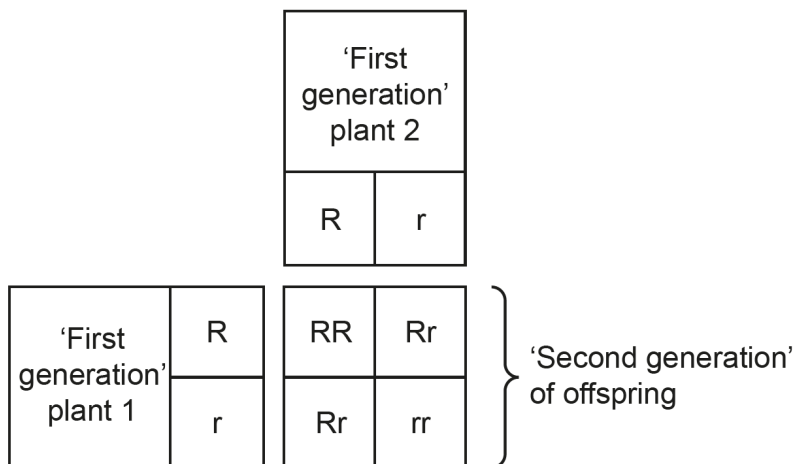 ‘First
generation’
plant 2
R r
‘First
generation’
plant 1
R RR Rr
r Rr rr
‘Second generation’
of offspring